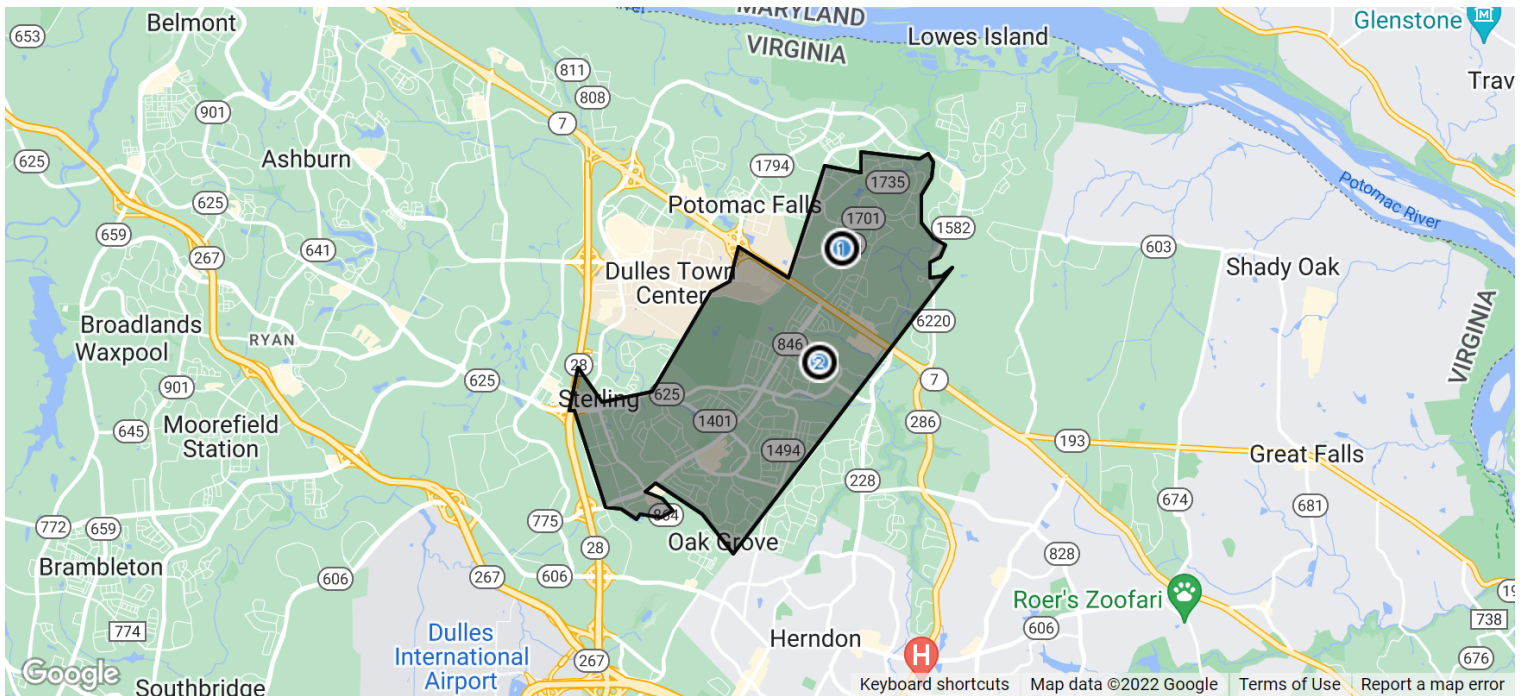 MARYLAND
Belmont
Glenstone
653
Lowes Island
VIRGINIA
811
Trav
808
901
7
625
Ashburn
1794
1735
Potomac River
625
Potomac Falls
1701
1582
659
641
603
267
1
Dulles Town
Center
Shady Oak
6220
Broadlands
Waxpool
RYAN
846
VIRGINIA
2
28
7
901
625
Sterling
625
1401
286
645
Moorefield
Station
193
1494
Great Falls
228
674
681
772
659
775
864
Oak Grove
28
828
Brambleton
606
267
606
Roer's Zoofari
19
738
774
Dulles
International
Airport
Herndon
606
H
267
676
Google
Southbridge
Keyboard shortcuts
Map data ©2022 Google
Terms of Use
Report a map error